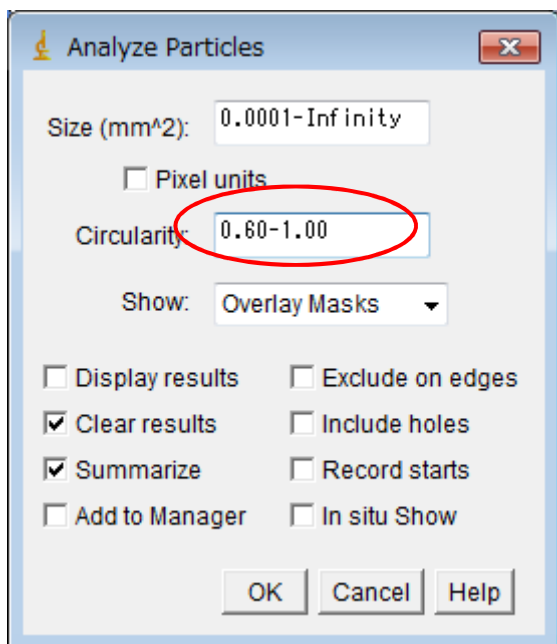 Analyze Particles
Size (mm^2): 0.0001-Infinity
Pixel units
Circularity: 0.60-1.00
Show: Overlay Masks
Display results Exclude on edges
Clear results Include holes
Summarize Record starts
Add to Manager In situ Show
OK Cancel Help